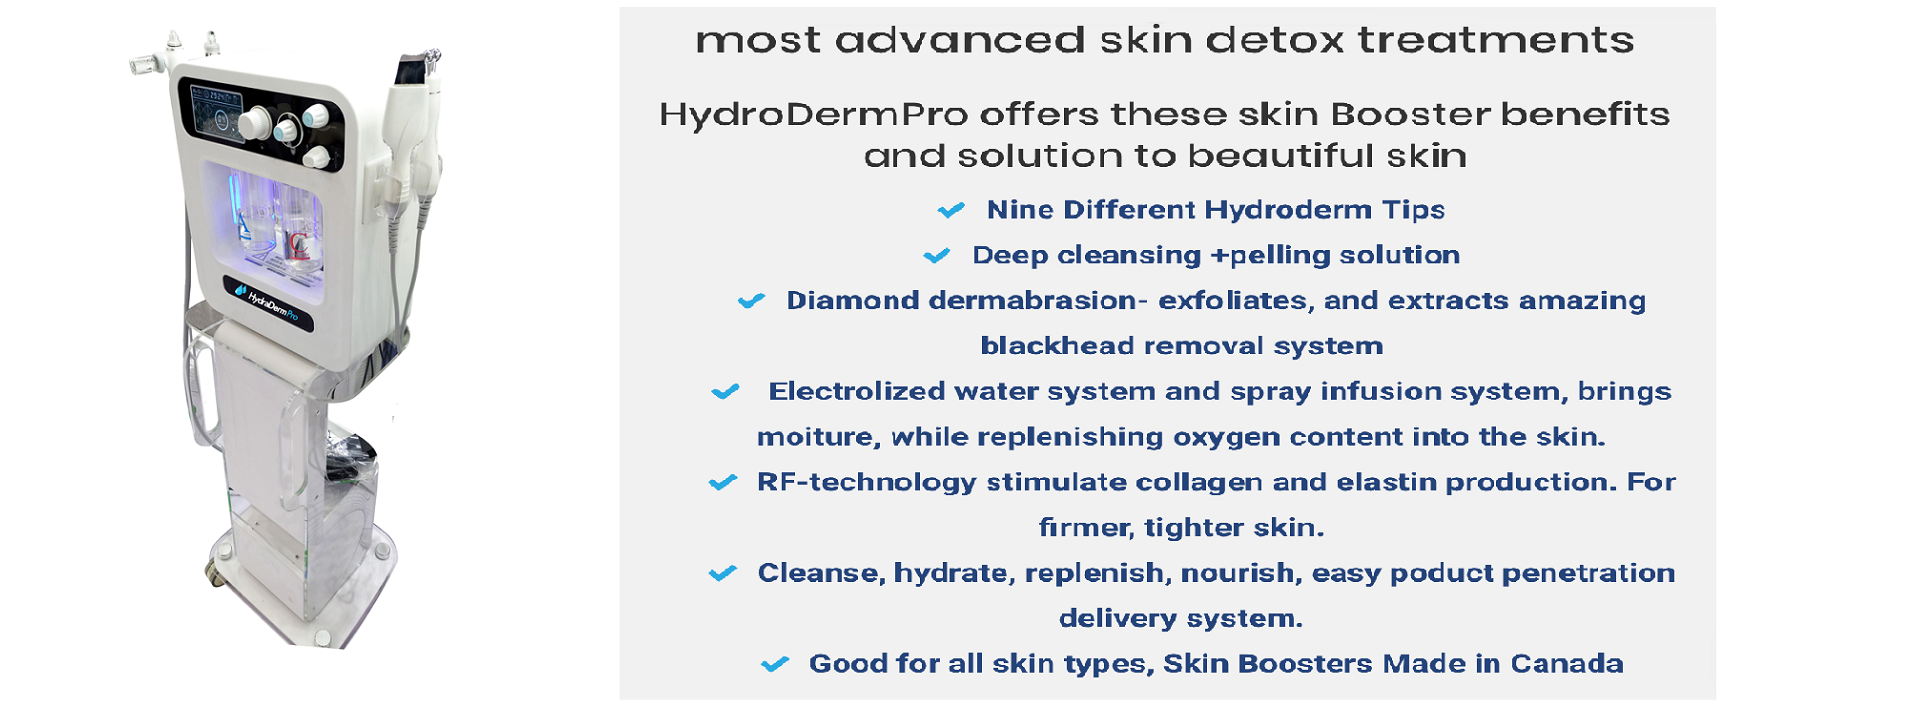 most advanced skin detox treatments
HydroDermPro offers these skin Booster benefits
and solution to beautiful skin
Nine Different Hydroderm Tips
Deep cleansing +pelling solution
Diamond dermabrasion- exfoliates, and extracts amazing
blackhead removal system
Electrolized water system and spray infusion system, brings
moiture, while replenishing oxygen content into the skin.
RF-technology stimulate collagen and elastin production. For
firmer, tighter skin.
Cleanse, hydrate, replenish, nourish, easy poduct penetration
delivery system.
Good for all skin types, Skin Boosters Made in Canada
A
C
HydraDermPro